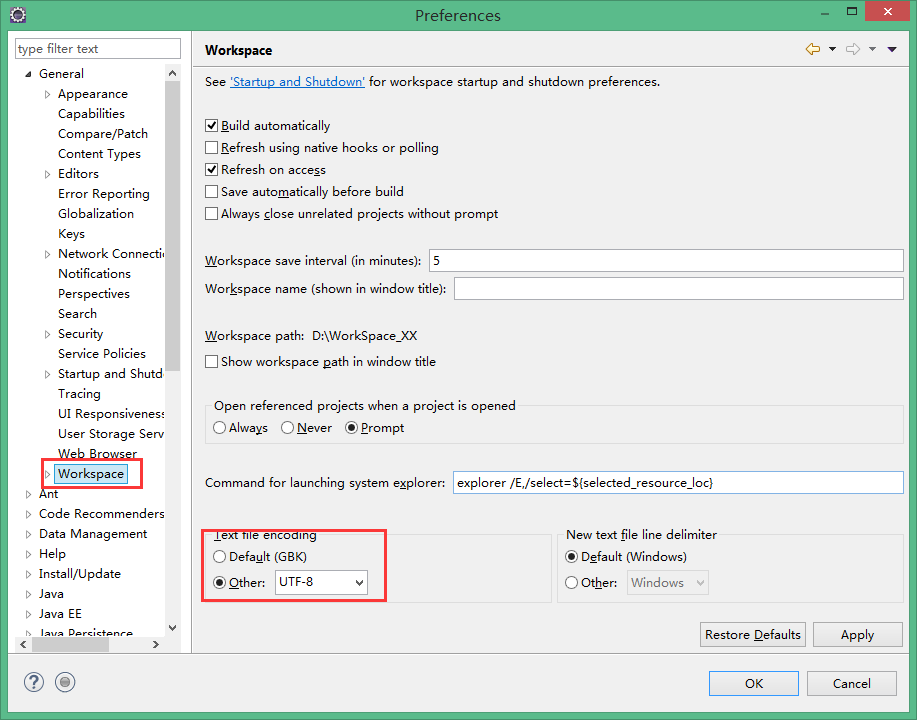 Preferences
type filter text
General
Appearance
Capabilities
Compare/Patch
Content Types
Editors
Error Reporting
Globalization
Keys
Network Connectic
Notifications
Perspectives
Search
Security
Service Policies
Startup and Shutd
Tracing
UI Responsiveness
User Storage Serv
Web Browser
Workspace
Ant
Code Recommenders
Data Management
Help
Install/Update
Java
Java EE
Java Persistence
Workspace
See 'Startup and Shutdown' for workspace startup and shutdown preferences.
Build automatically
Refresh using native hooks or polling
Refresh on access
Save automatically before build
Always close unrelated projects without prompt
Workspace save interval (in minutes): 5
Workspace name (shown in window title):
Workspace path: D:\WorkSpace_XX
Show workspace path in window title
Open referenced projects when a project is opened
Always Never Prompt
Command for launching system explorer: explorer /E,/select=${selected_resource_loc}
Text file encoding
Default (GBK)
Other: UTF-8
New text file line delimiter
Default (Windows)
Other: Windows
Restore Defaults Apply
OK Cancel